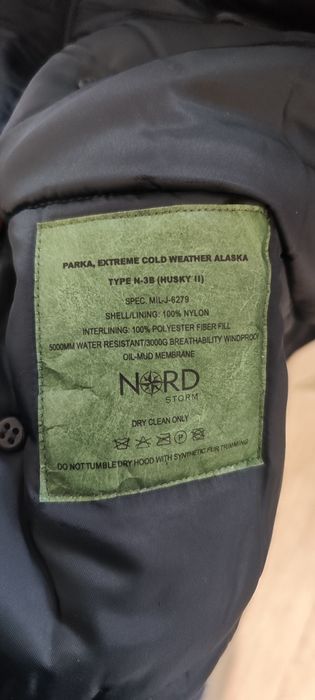 PARKA, EXTREME COLD WEATHER ALASKA
TYPE N-3B (HUSKY II)
SPEC. MIL-J-6279
SHELL/LINING: 100% NYLON
INTERLINING: 100% POLYESTER FIBER FILL
5000MM WATER RESISTANT/3000G BREATHABILITY WINDPROOF
OIL-MUD MEMBRANE
NORD
STORM
DRY CLEAN ONLY
P
DO NOT TUMBLE DRY HOOD WITH SYNTHETIC FUR TRIMMING